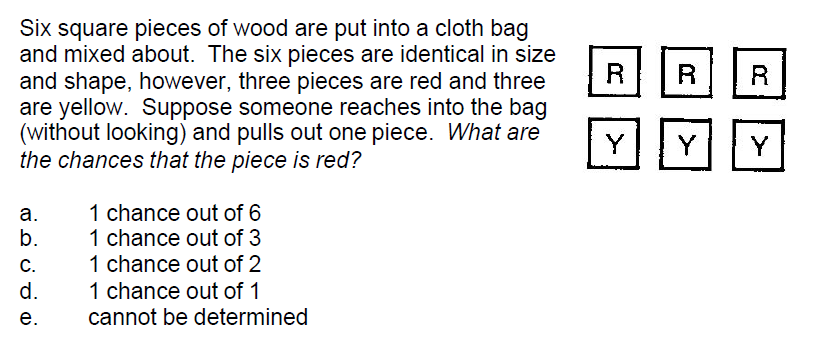 Six square pieces of wood are put into a cloth bag
and mixed about. The six pieces are identical in size
and shape, however, three pieces are red and three
are yellow. Suppose someone reaches into the bag
(without looking) and pulls out one piece. What are
the chances that the piece is red?
R R R
Y Y Y
a. 1 chance out of 6
b. 1 chance out of 3
c. 1 chance out of 2
d. 1 chance out of 1
e. cannot be determined